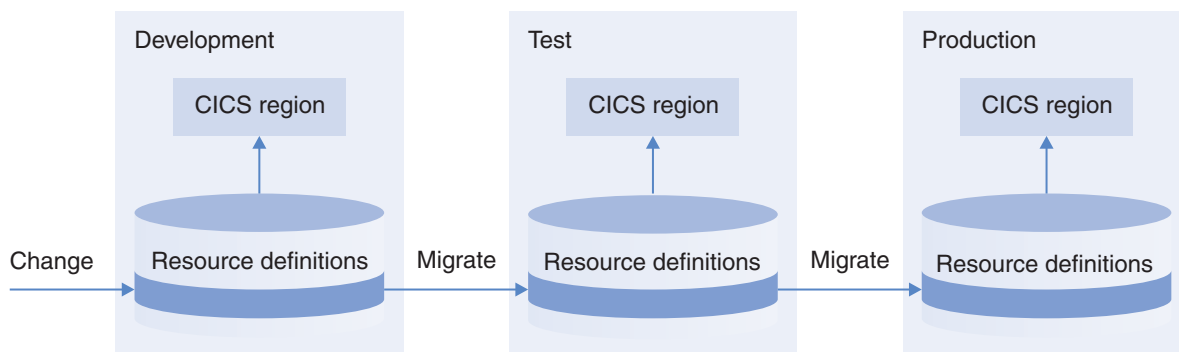 Development
Test
Production
CICS region
CICS region
CICS region
Change
Resource definitions
Migrate
Resource definitions
Migrate
Resource definitions